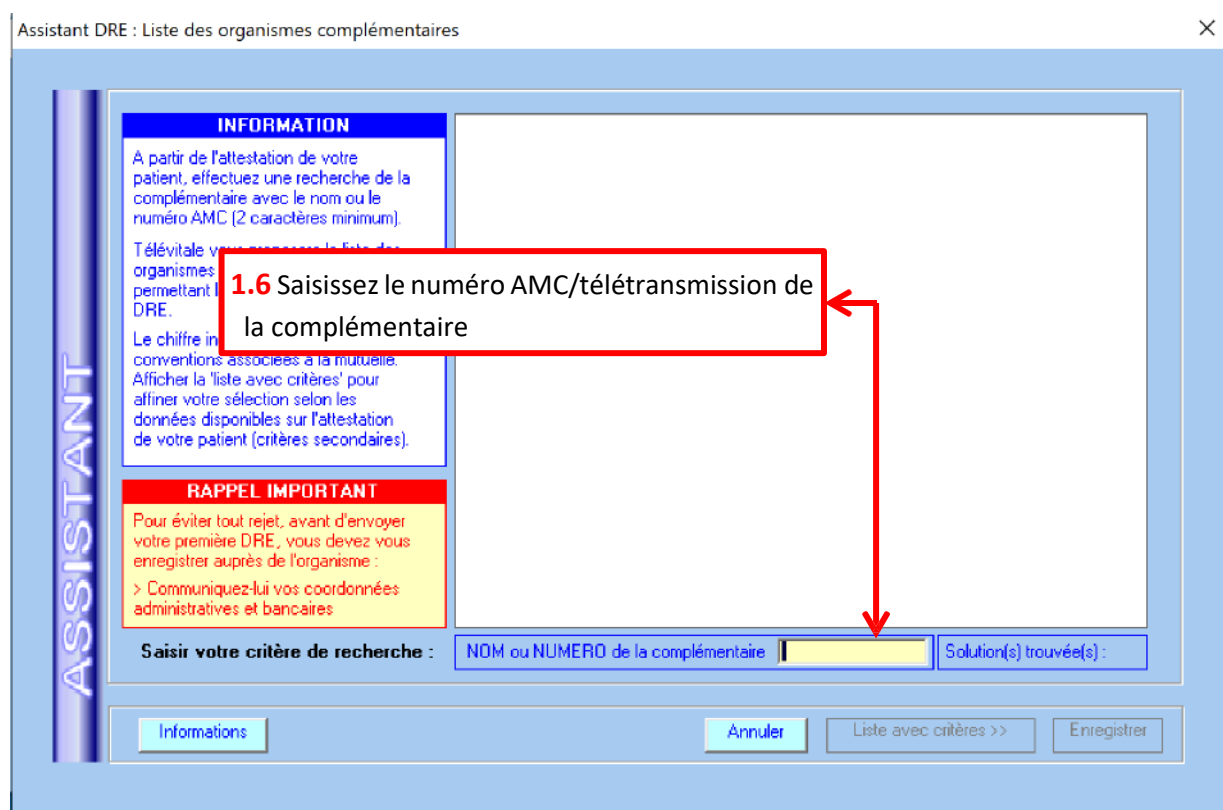 Assistant DRE : Liste des organismes complémentaires
ASSISTANT
INFORMATION
A partir de l'attestation de votre
patient, effectuez une recherche de la
complémentaire avec le nom ou le
numéro AMC (2 caractères minimum).
Télévitale
organismes
permettant
DRE.
Le chiffre
conventions associées à la mutuelle.
Afficher la 'liste avec critères' pour
affiner votre sélection selon les
données disponibles sur l'attestation
de votre patient (critères secondaires).
1.6 Saisissez le numéro AMC/télétransmission de
la complémentaire
RAPPEL IMPORTANT
Pour éviter tout rejet, avant d'envoyer
votre première DRE, vous devez vous
enregistrer auprès de l'organisme :
> Communiquez-lui vos coordonnées
administratives et bancaires
Saisir votre critère de recherche :
NOM ou NUMERO de la complémentaire
Solution(s) trouvée(s) :
Informations
Annuler
Liste avec critères >>
Enregistrer